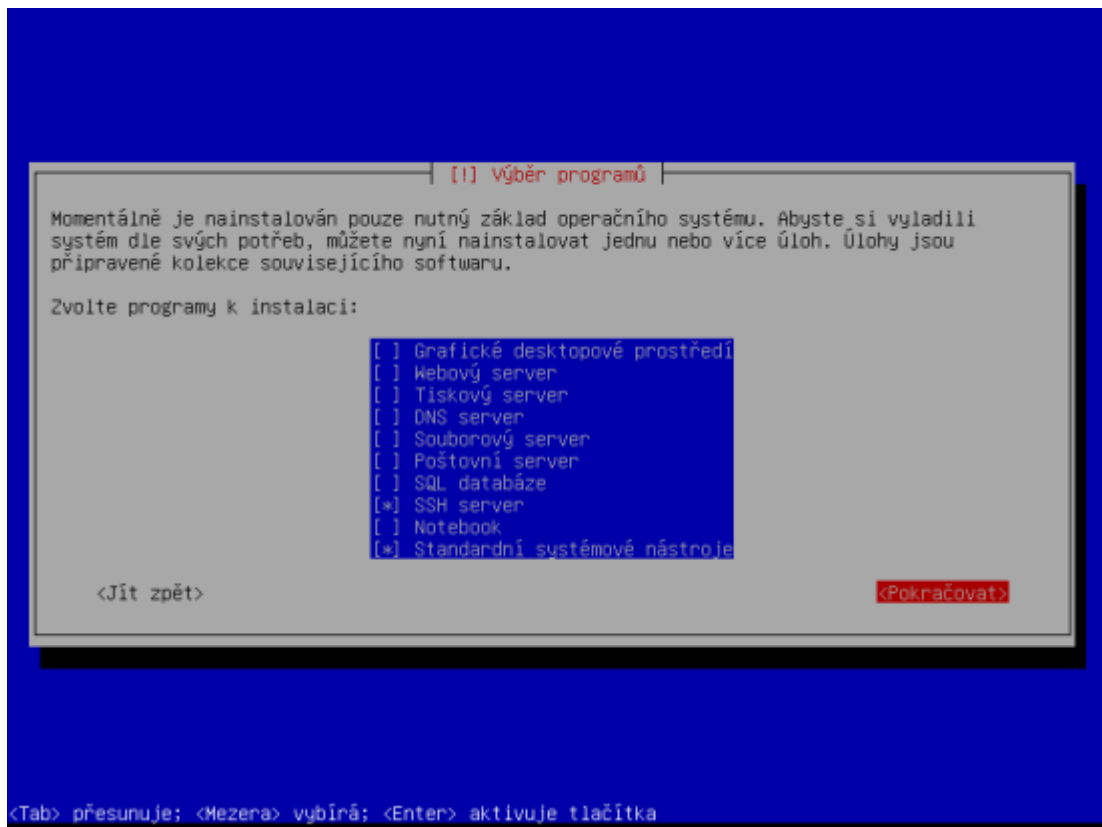 [!] Výběr programů
Momentálně je nainstalován pouze nutný základ operačního systému. Abyste si vyladili
systém dle svých potřeb, můžete nyní nainstalovat jednu nebo více úloh. Úlohy jsou
připravené kolekce souvisejícího softwaru.
Zvolte programy k instalaci:
[ ] Grafické desktopové prostředí
[ ] Webový server
[ ] Tiskový server
[ ] DNS server
[ ] Souborový server
[ ] Poštovní server
[ ] SQL databáze
[*] SSH server
[ ] Notebook
[*] Standardní systémové nástroje
<Jít zpět> <Pokračovat>
<Tab> přesunuje; <Mezera> vybírá; <Enter> aktivuje tlačítka